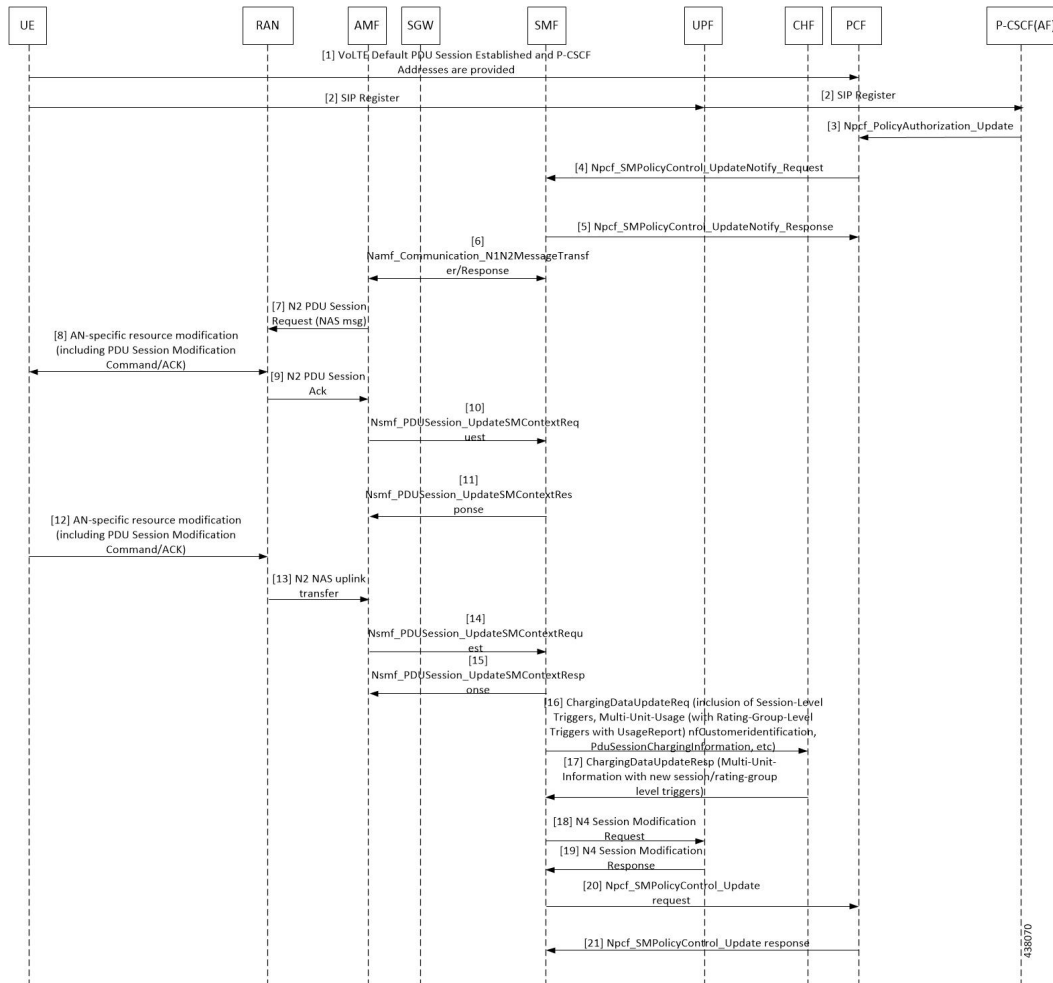 UE
RAN
AMF
SGW
SMF
UPF
CHF
PCF
P-CSCF(AF)
[1] VoLTE Default PDU Session Established and P-CSCF
Addresses are provided
[2] SIP Register
[2] SIP Register
[3] Npcf_PolicyAuthorization_Update
[4] Npcf_SMPolicyControl_UpdateNotify_Request
[5] Npcf_SMPolicyControl_UpdateNotify_Response
[6]
Namf_Communication_N1N2MessageTransf
er/Response
[7] N2 PDU Session
Request (NAS msg)
[8] AN-specific resource modification
(including PDU Session Modification
Command/ACK)
[9] N2 PDU Session
Ack
[10]
Nsmf_PDUSession_UpdateSMContextReq
uest
[11]
Nsmf_PDUSession_UpdateSMContextRes
ponse
[12] AN-specific resource modification
(including PDU Session Modification
Command/ACK)
[13] N2 NAS uplink
transfer
[14]
Nsmf_PDUSession_UpdateSMContextRequ
est
[15]
Nsmf_PDUSession_UpdateSMContextResp
onse
[16] ChargingDataUpdateReq (inclusion of Session-Level
Triggers, Multi-Unit-Usage (with Rating-Group-Level
Triggers with UsageReport) nfCustomeridentification,
PduSessionChargingInformation, etc)
[17] ChargingDataUpdateResp (Multi-Unit-
Information with new session/rating-group
level triggers)
[18] N4 Session Modification
Request
[19] N4 Session Modification
Response
[20] Npcf_SMPolicyControl_Update
request
[21] Npcf_SMPolicyControl_Update response
438070